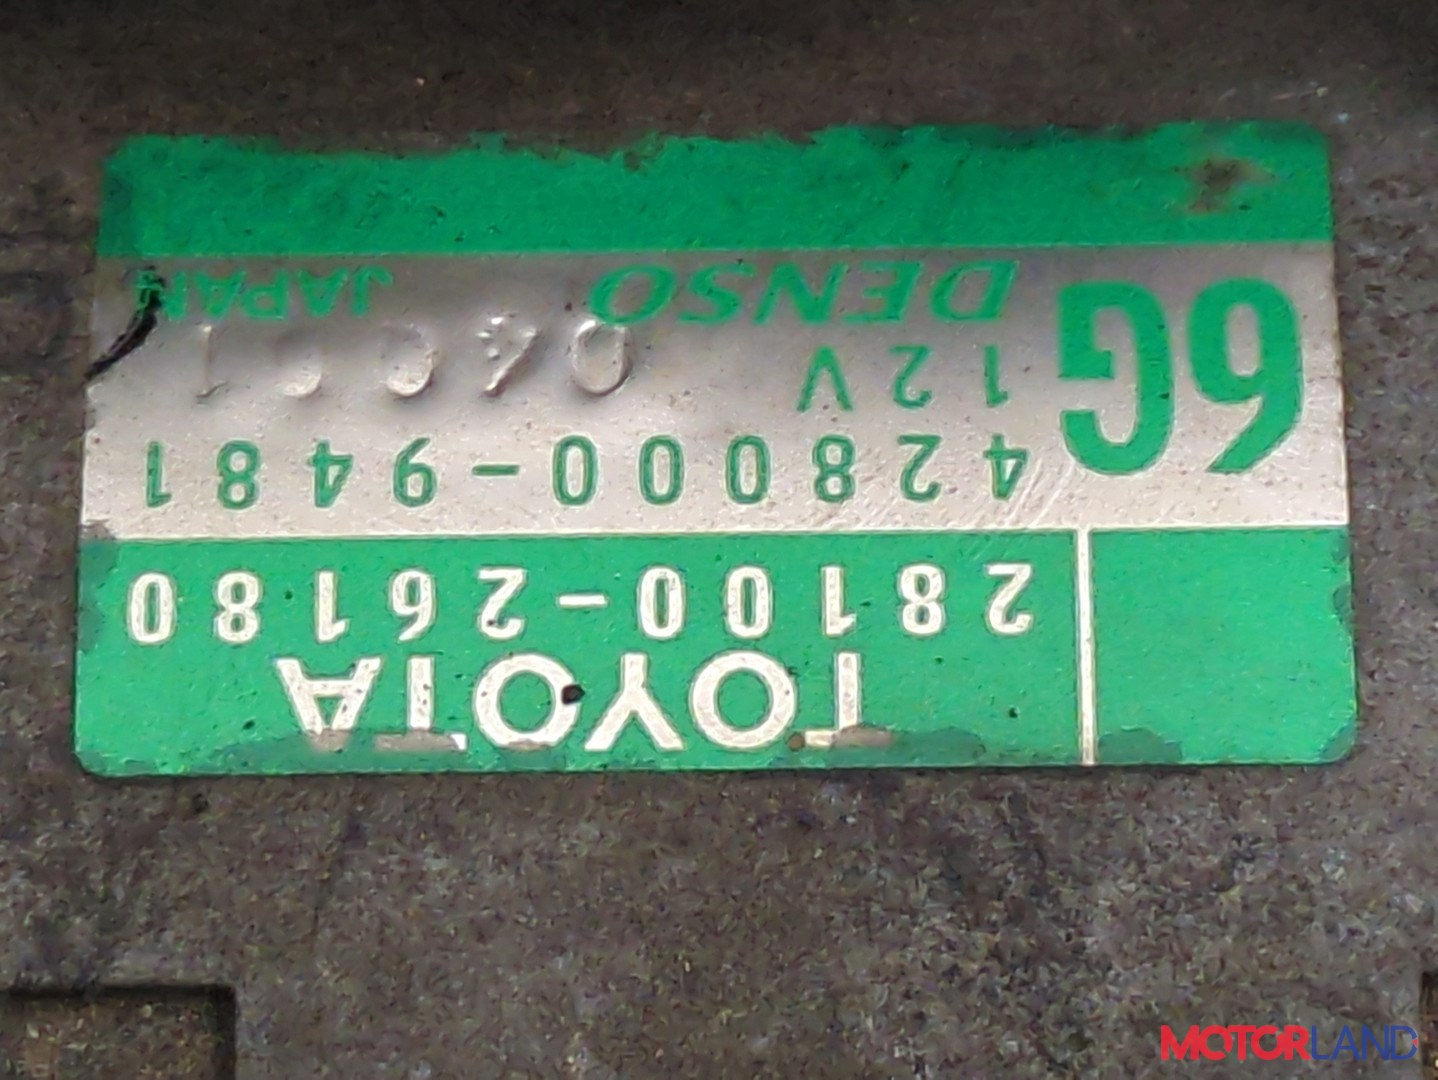 TOYOTA
28100-26180
428000-9481
6G
12V
DENSO JAPAN
MOTORLAND